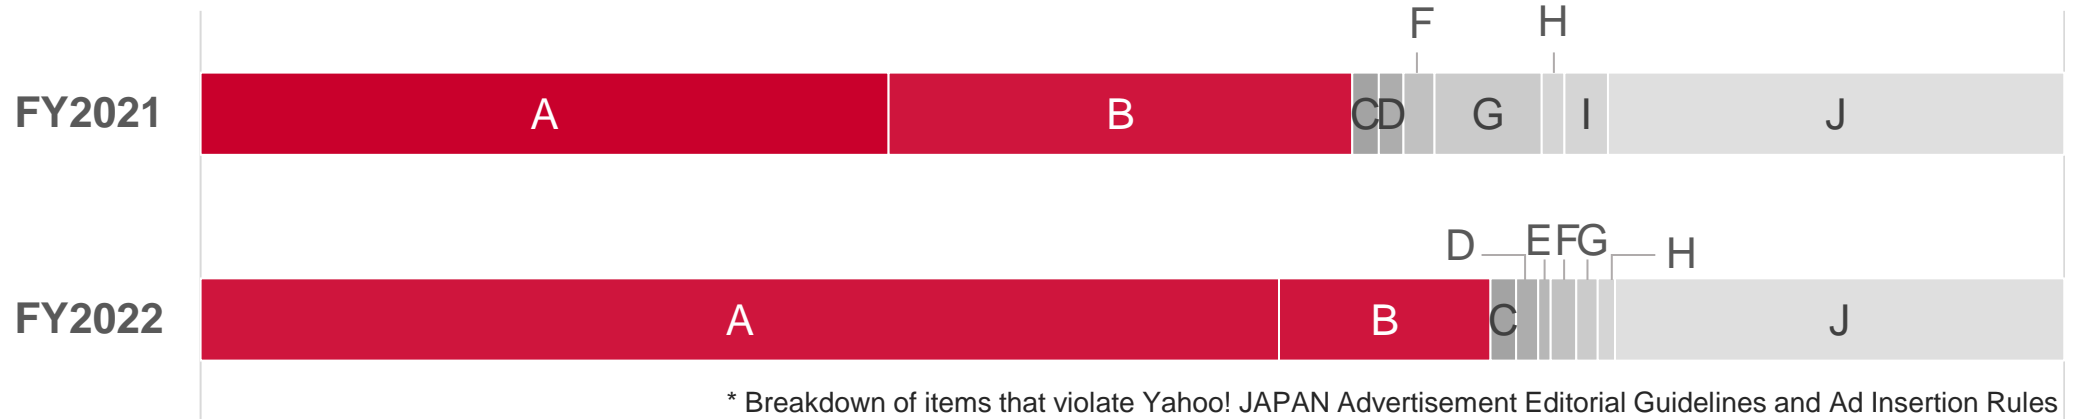 F H
FY2021 A B C D G I J
D E F G H
FY2022 A B C J
* Breakdown of items that violate Yahoo! JAPAN Advertisement Editorial Guidelines and Ad Insertion Rules